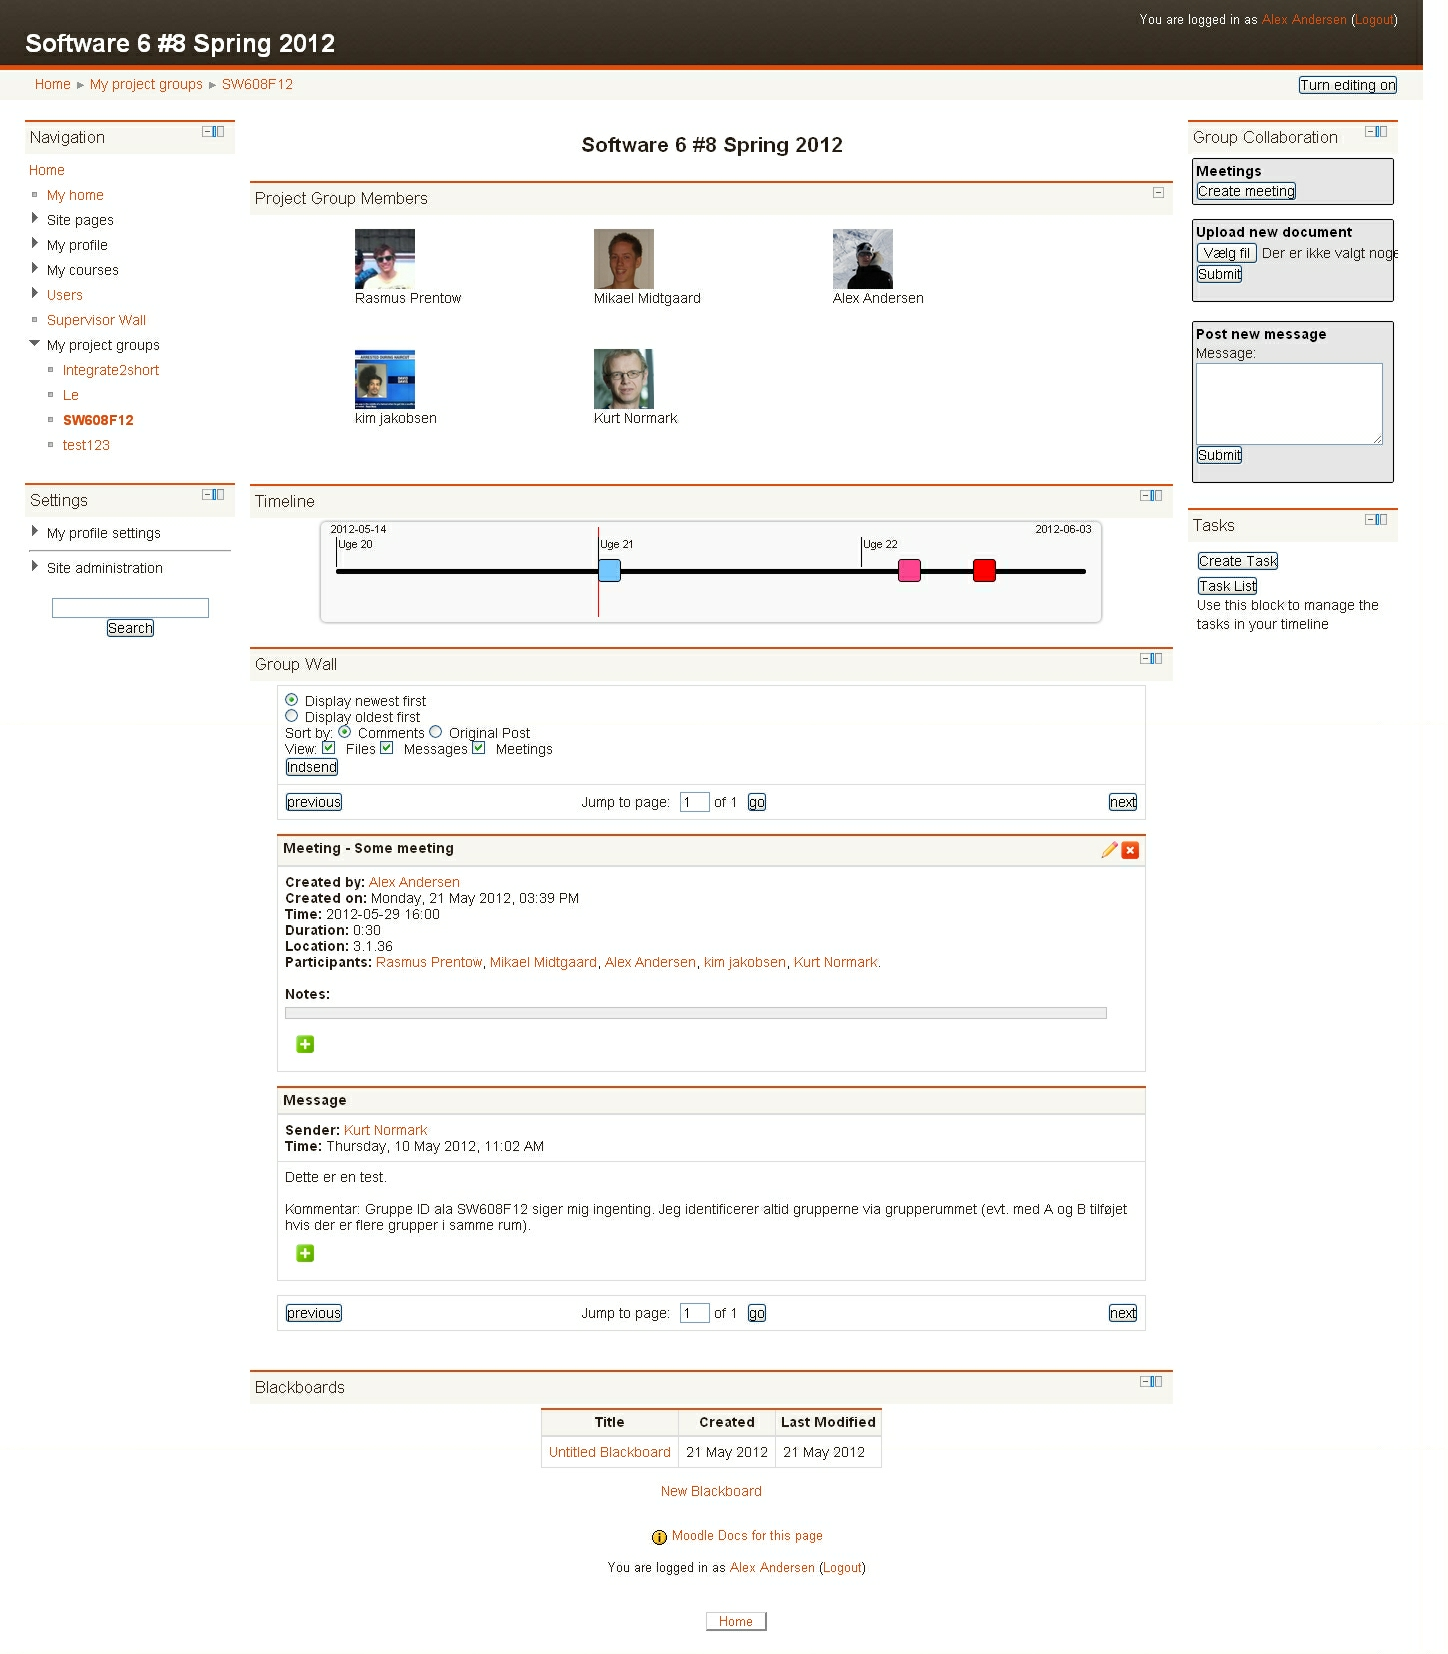 You are logged in as Alex Andersen (Logout)
Software 6 #8 Spring 2012
Home ► My project groups ► SW608F12
Turn editing on
Navigation
Home
My home
Site pages
My profile
My courses
Users
Supervisor Wall
My project groups
Integrate2short
Le
SW608F12
test123
Settings
My profile settings
Site administration
Search
Software 6 #8 Spring 2012
Project Group Members
Rasmus Prentow
Mikael Midtgaard
Alex Andersen
ARRESTED DURING HAIRCUT
kim jakobsen
Kurt Normark
Timeline
2012-05-14
2012-06-03
Uge 20
Uge 21
Uge 22
Group Wall
Display newest first
Display oldest first
Sort by: Comments Original Post
View: Files Messages Meetings
Indsend
previous Jump to page: 1 of 1 go next
Meeting - Some meeting
Created by: Alex Andersen
Created on: Monday, 21 May 2012, 03:39 PM
Time: 2012-05-29 16:00
Duration: 0:30
Location: 3.1.36
Participants: Rasmus Prentow, Mikael Midtgaard, Alex Andersen, kim jakobsen, Kurt Normark.
Notes:
Message
Sender: Kurt Normark
Time: Thursday, 10 May 2012, 11:02 AM
Dette er en test.
Kommentar: Gruppe ID ala SW608F12 siger mig ingenting. Jeg identificerer altid grupperne via grupperummet (evt. med A og B tilføjet
hvis der er flere grupper i samme rum).
previous Jump to page: 1 of 1 go next
Blackboards
Title Created Last Modified
Untitled Blackboard 21 May 2012 21 May 2012
New Blackboard
Moodle Docs for this page
You are logged in as Alex Andersen (Logout)
Home
Group Collaboration
Meetings
Create meeting
Upload new document
Vælg fil Der er ikke valgt noge
Submit
Post new message
Message:
Submit
Tasks
Create Task
Task List
Use this block to manage the
tasks in your timeline